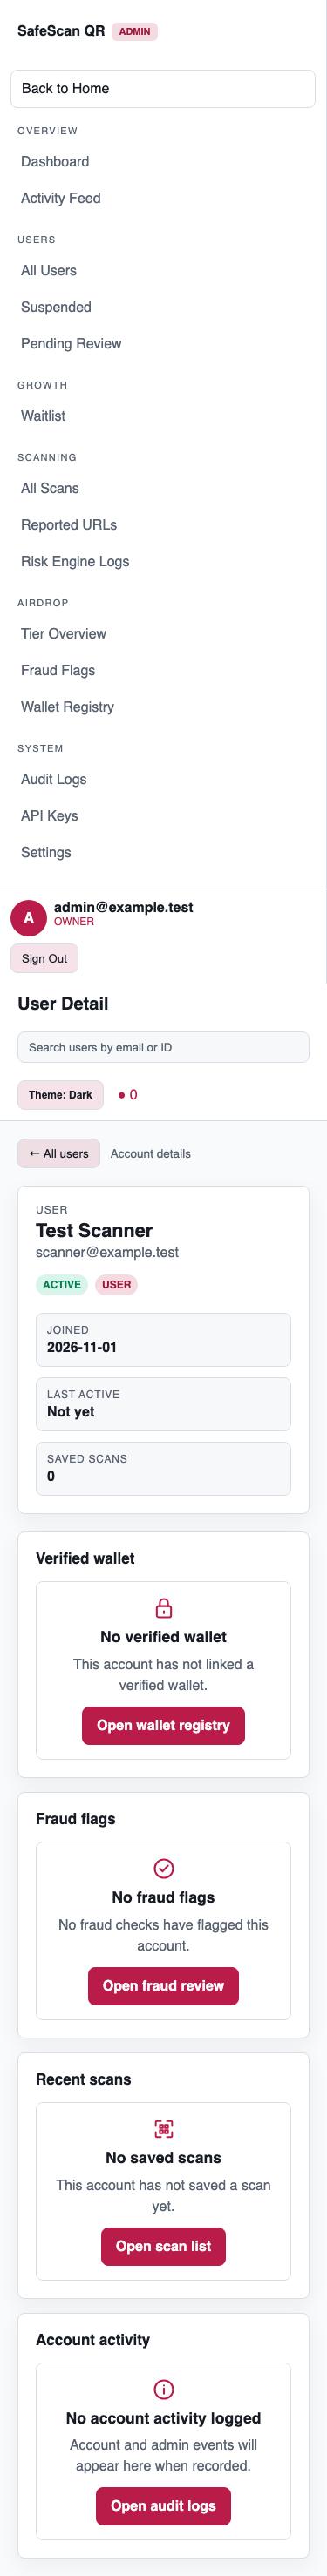 SafeScan QR ADMIN
Back to Home
OVERVIEW
Dashboard
Activity Feed
USERS
All Users
Suspended
Pending Review
GROWTH
Waitlist
SCANNING
All Scans
Reported URLs
Risk Engine Logs
AIRDROP
Tier Overview
Fraud Flags
Wallet Registry
SYSTEM
Audit Logs
API Keys
Settings
A
admin@example.test
OWNER
Sign Out
User Detail
Search users by email or ID
Theme: Dark ● 0
← All users Account details
USER
Test Scanner
scanner@example.test
ACTIVE USER
JOINED
2026-11-01
LAST ACTIVE
Not yet
SAVED SCANS
0
Verified wallet
No verified wallet
This account has not linked a
verified wallet.
Open wallet registry
Fraud flags
No fraud flags
No fraud checks have flagged this
account.
Open fraud review
Recent scans
No saved scans
This account has not saved a scan
yet.
Open scan list
Account activity
No account activity logged
Account and admin events will
appear here when recorded.
Open audit logs